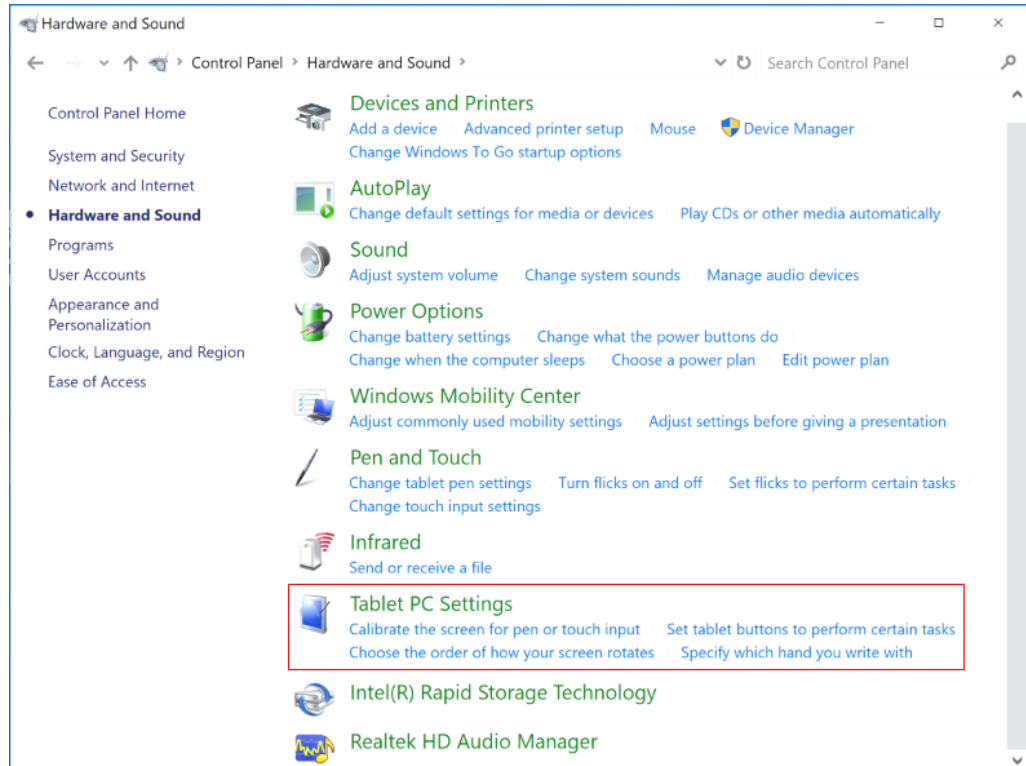 Hardware and Sound
Control Panel > Hardware and Sound >
Search Control Panel
Control Panel Home
System and Security
Network and Internet
Hardware and Sound
Programs
User Accounts
Appearance and
Personalization
Clock, Language, and Region
Ease of Access
Devices and Printers
Add a device Advanced printer setup Mouse Device Manager
Change Windows To Go startup options
AutoPlay
Change default settings for media or devices Play CDs or other media automatically
Sound
Adjust system volume Change system sounds Manage audio devices
Power Options
Change battery settings Change what the power buttons do
Change when the computer sleeps Choose a power plan Edit power plan
Windows Mobility Center
Adjust commonly used mobility settings Adjust settings before giving a presentation
Pen and Touch
Change tablet pen settings Turn flicks on and off Set flicks to perform certain tasks
Change touch input settings
Infrared
Send or receive a file
Tablet PC Settings
Calibrate the screen for pen or touch input Set tablet buttons to perform certain tasks
Choose the order of how your screen rotates Specify which hand you write with
Intel(R) Rapid Storage Technology
Realtek HD Audio Manager